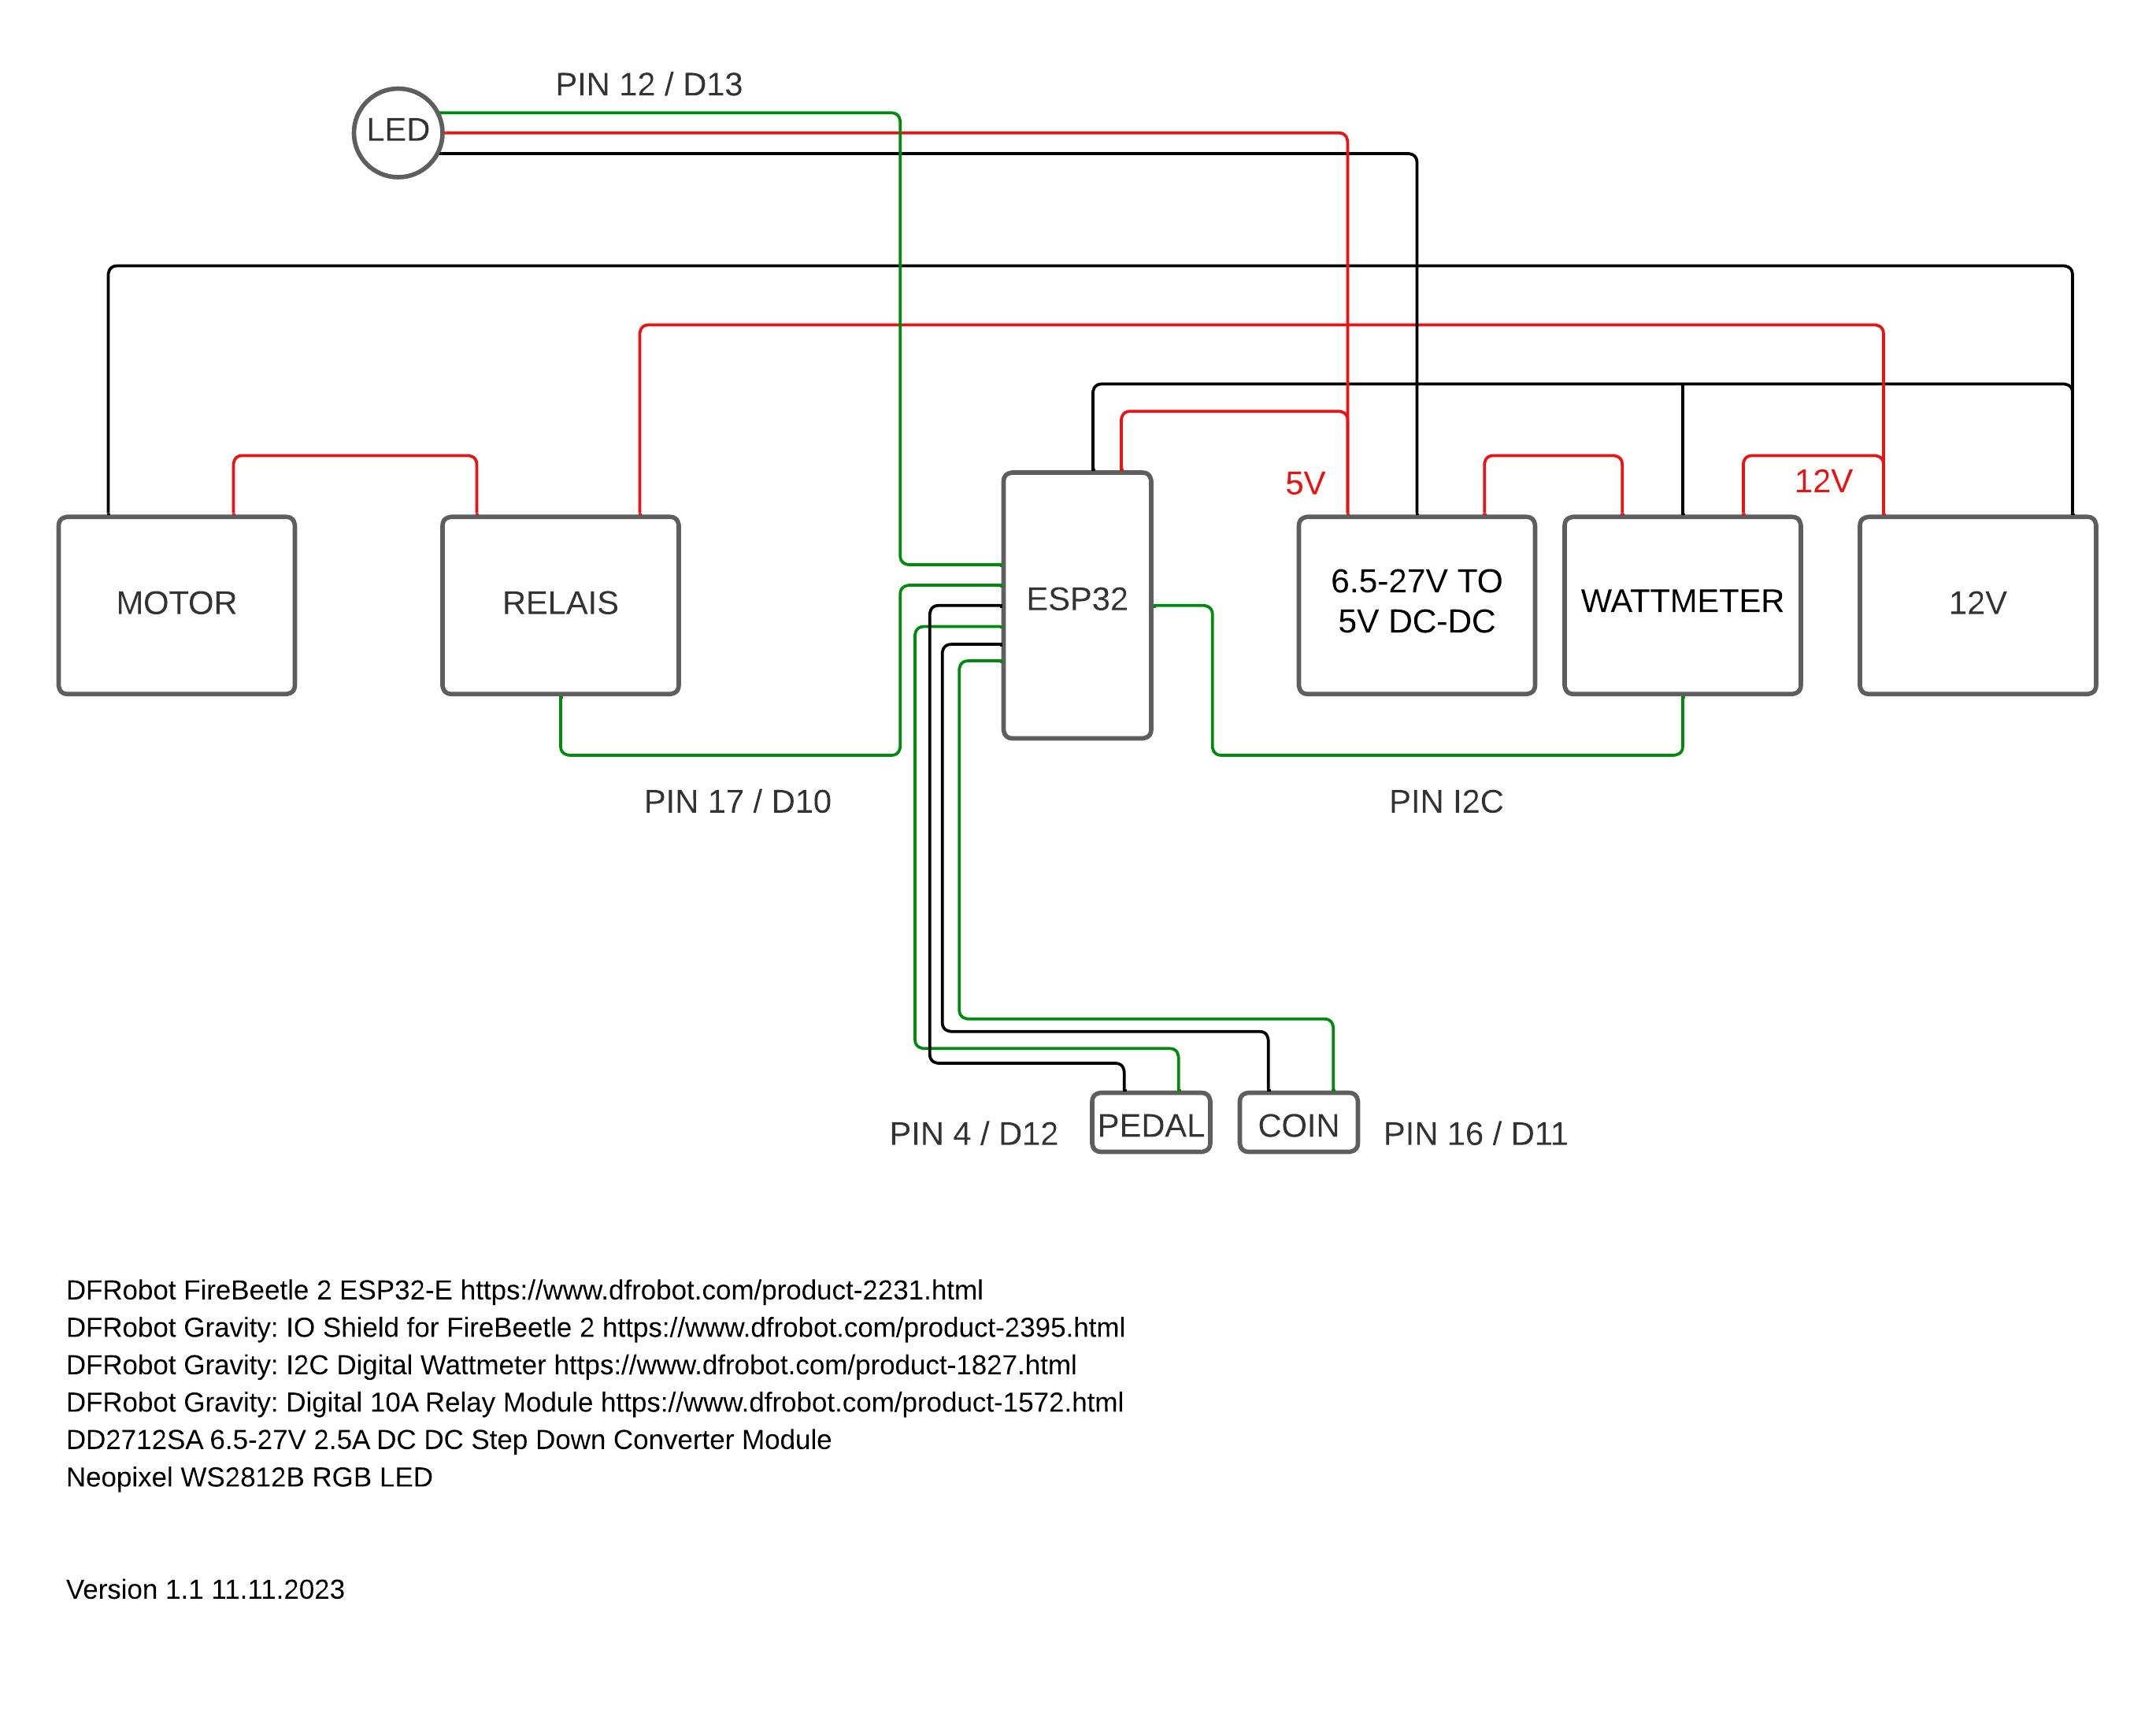 PIN 12 / D13
LED
5V
12V
MOTOR
RELAIS
ESP32
6.5-27V TO
5V DC-DC
WATTMETER
12V
PIN 17 / D10
PIN I2C
PIN 4 / D12
PEDAL
COIN
PIN 16 / D11
DFRobot FireBeetle 2 ESP32-E https://www.dfrobot.com/product-2231.html
DFRobot Gravity: IO Shield for FireBeetle 2 https://www.dfrobot.com/product-2395.html
DFRobot Gravity: I2C Digital Wattmeter https://www.dfrobot.com/product-1827.html
DFRobot Gravity: Digital 10A Relay Module https://www.dfrobot.com/product-1572.html
DD2712SA 6.5-27V 2.5A DC DC Step Down Converter Module
Neopixel WS2812B RGB LED
Version 1.1 11.11.2023